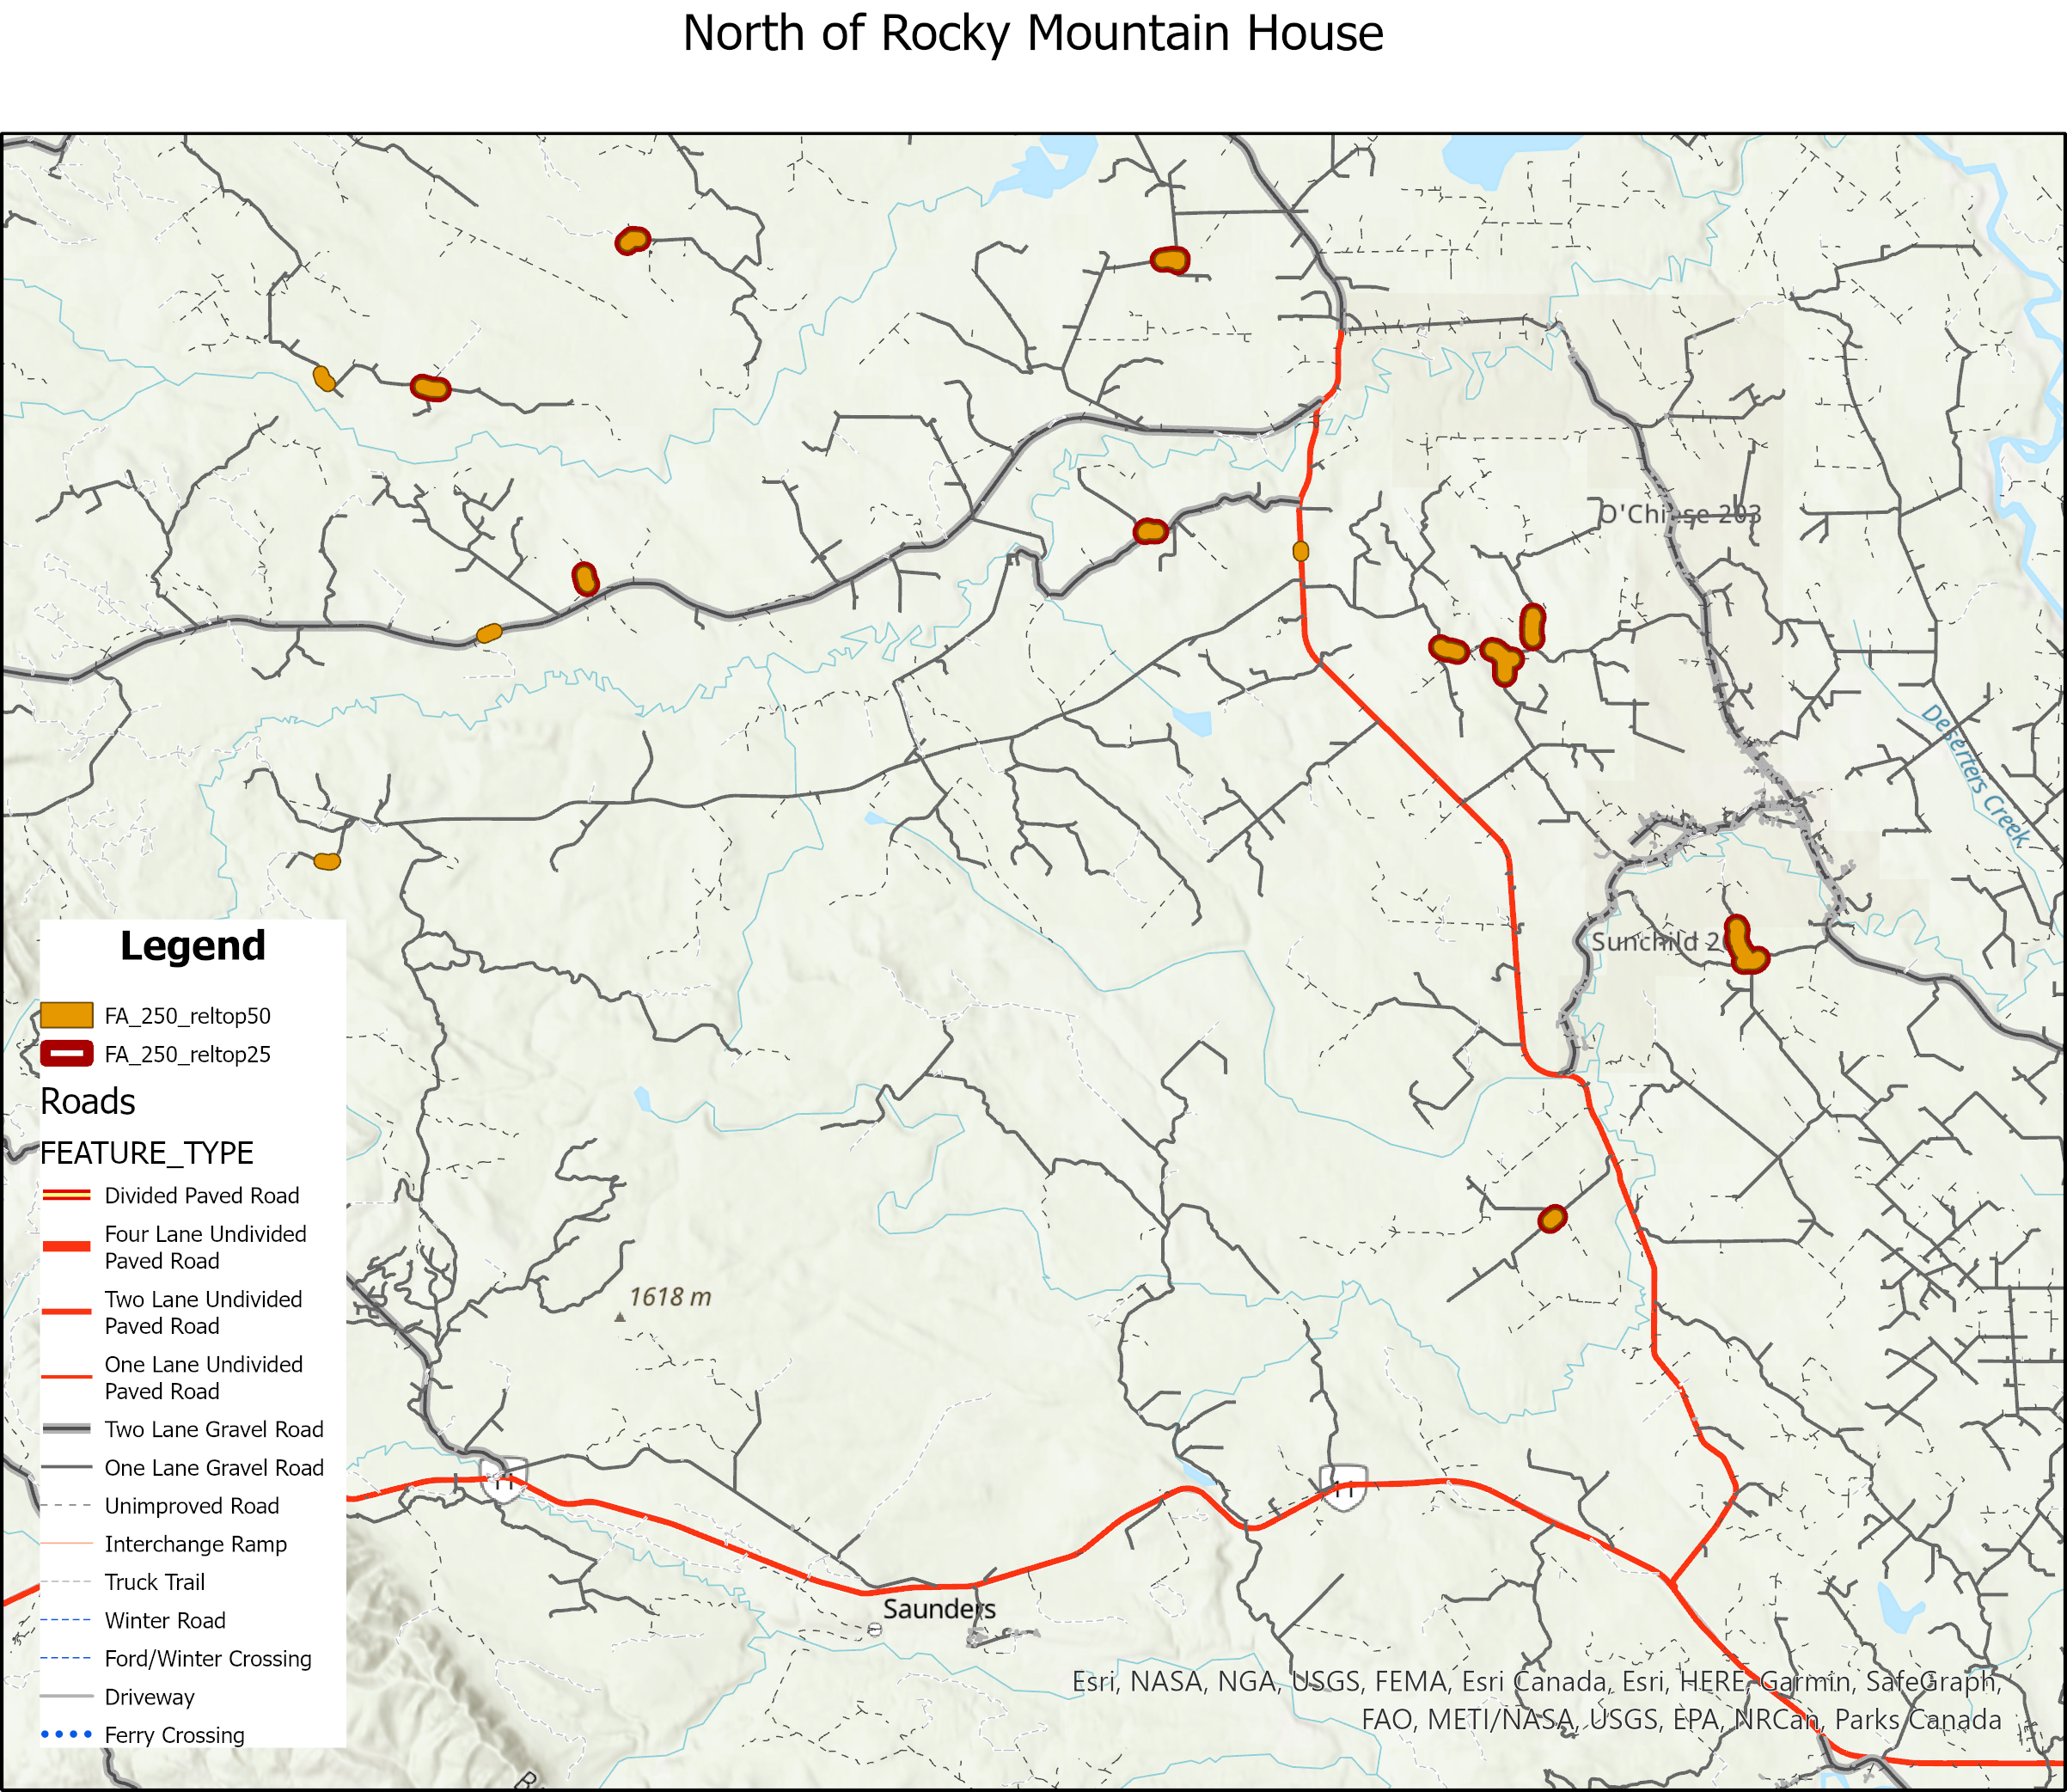 North of Rocky Mountain House
O'Chiese 203
Deserters Creek
Sunchild 2
1618 m
11
11
Saunders
Legend
FA_250_reltop50
FA_250_reltop25
Roads
FEATURE_TYPE
Divided Paved Road
Four Lane Undivided
Paved Road
Two Lane Undivided
Paved Road
One Lane Undivided
Paved Road
Two Lane Gravel Road
One Lane Gravel Road
Unimproved Road
Interchange Ramp
Truck Trail
Winter Road
Ford/Winter Crossing
Driveway
Ferry Crossing
Esri, NASA, NGA, USGS, FEMA, Esri Canada, Esri, HERE, Garmin, SafeGraph,
FAO, METI/NASA, USGS, EPA, NRCan, Parks Canada